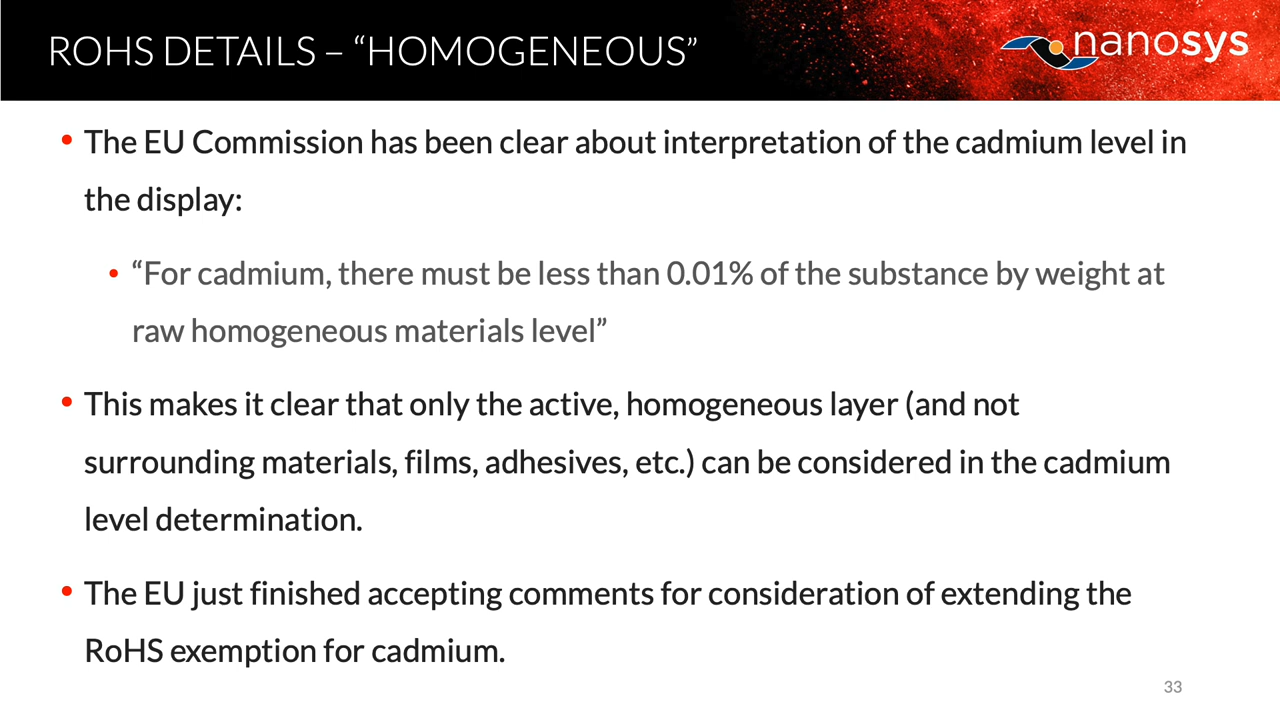 ROHS DETAILS – “HOMOGENEOUS”
nanosys
• The EU Commission has been clear about interpretation of the cadmium level in
the display:
• “For cadmium, there must be less than 0.01% of the substance by weight at
raw homogeneous materials level”
• This makes it clear that only the active, homogeneous layer (and not
surrounding materials, films, adhesives, etc.) can be considered in the cadmium
level determination.
• The EU just finished accepting comments for consideration of extending the
RoHS exemption for cadmium.
33